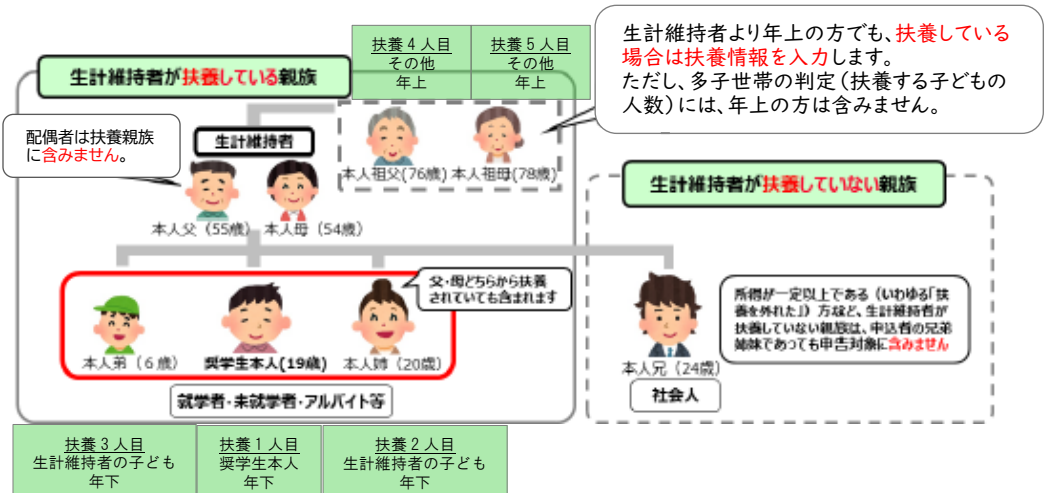 扶養4人目
その他
年上
扶養5人目
その他
年上
生計維持者より年上の方でも、扶養している
場合は扶養情報を入力します。
ただし、多子世帯の判定(扶養する子どもの
人数)には、年上の方は含みません。
生計維持者が扶養している親族
配偶者は扶養親族
に含みません。
生計維持者
本人祖父(76歳)
本人祖母(78歳)
本人父(55歳)
本人母(54歳)
生計維持者が扶養していない親族
父・母どちらから扶養
されていても含まれます
本人弟(6歳)
奨学生本人(19歳)
本人姉(20歳)
就学者・未就学者・アルバイト等
本人兄(24歳)
社会人
所得が一定以上である(いわゆる「扶
養を外れた」)方など、生計維持者が
扶養していない親族は、申込者の兄弟
姉妹であっても申告対象に含みません
扶養3人目
生計維持者の子ども
年下
扶養1人目
奨学生本人
年下
扶養2人目
生計維持者の子ども
年下